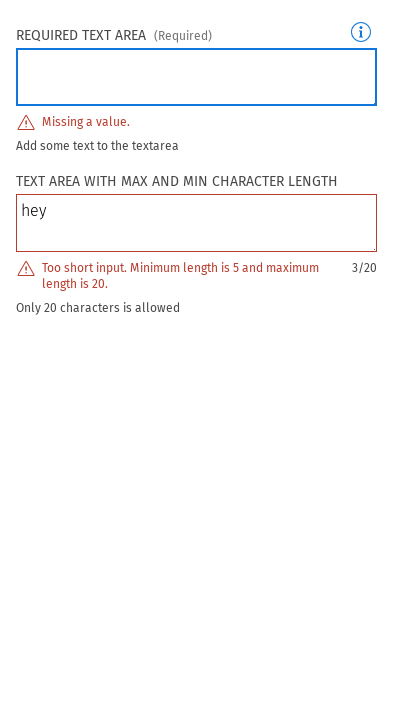 REQUIRED TEXT AREA (Required)
Missing a value.
Add some text to the textarea
TEXT AREA WITH MAX AND MIN CHARACTER LENGTH
hey
Too short input. Minimum length is 5 and maximum 3/20
length is 20.
Only 20 characters is allowed